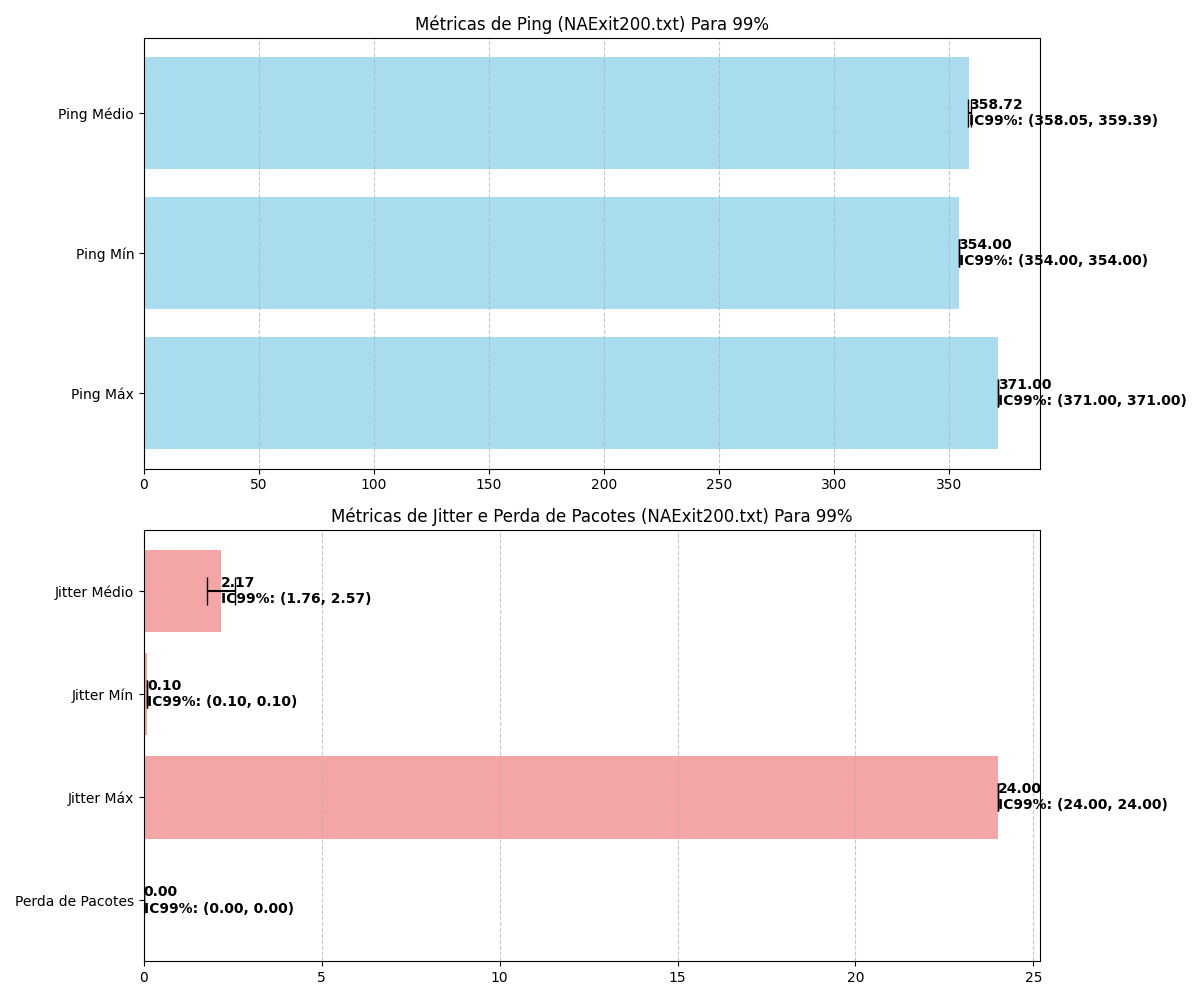 Métricas de Ping (NAExit200.txt) Para 99%
Ping Médio
358.72
IC99%: (358.05, 359.39)
Ping Mín
354.00
IC99%: (354.00, 354.00)
Ping Máx
371.00
IC99%: (371.00, 371.00)
0 50 100 150 200 250 300 350
Métricas de Jitter e Perda de Pacotes (NAExit200.txt) Para 99%
Jitter Médio
2.17
IC99%: (1.76, 2.57)
Jitter Mín
0.10
IC99%: (0.10, 0.10)
Jitter Máx
24.00
IC99%: (24.00, 24.00)
Perda de Pacotes
0.00
IC99%: (0.00, 0.00)
0 5 10 15 20 25